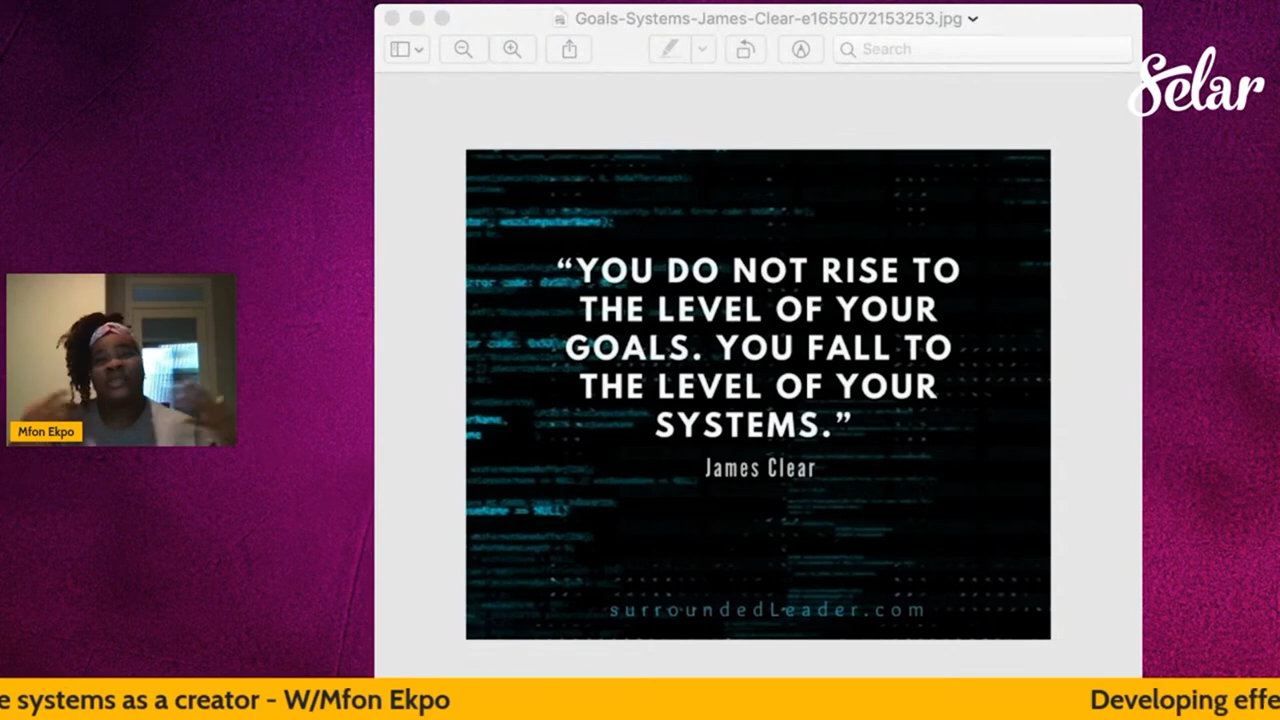 Goals-Systems-James-Clear-e1655072153253.jpg
Search
Selar
“YOU DO NOT RISE TO
THE LEVEL OF YOUR
GOALS. YOU FALL TO
THE LEVEL OF YOUR
SYSTEMS.”
James Clear
surroundedLeader.com
Mfon Ekpo
e systems as a creator - W/Mfon Ekpo
Developing effe